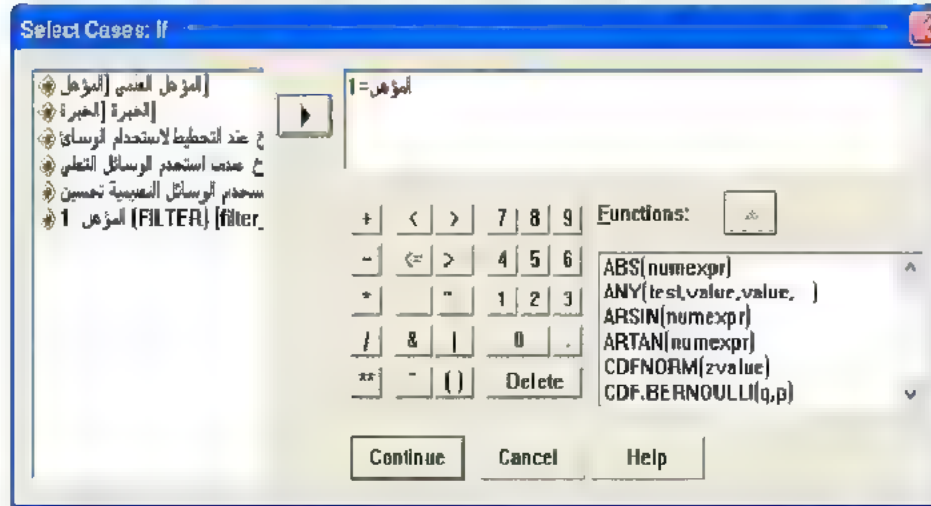 Select Cases: If
المؤهل العلمي [المؤهل]
الخبرة [الخبرة]
ع عند التخطيط لاستخدام الوسائ
ع عندما استخدم الوسائل التعلي
ستخدم الوسائل التعليمية تحسين
المؤهل 1 (FILTER) [filter_
المؤهل=1
+ < > 7 8 9
- <= > 4 5 6
* 1 2 3
/ & | 0 .
** ~ () Delete
Functions:
ABS(numexpr)
ANY(test,value,value, )
ARSIN(numexpr)
ARTAN(numexpr)
CDFNORM(zvalue)
CDF.BERNOULLI(q,p)
Continue Cancel Help